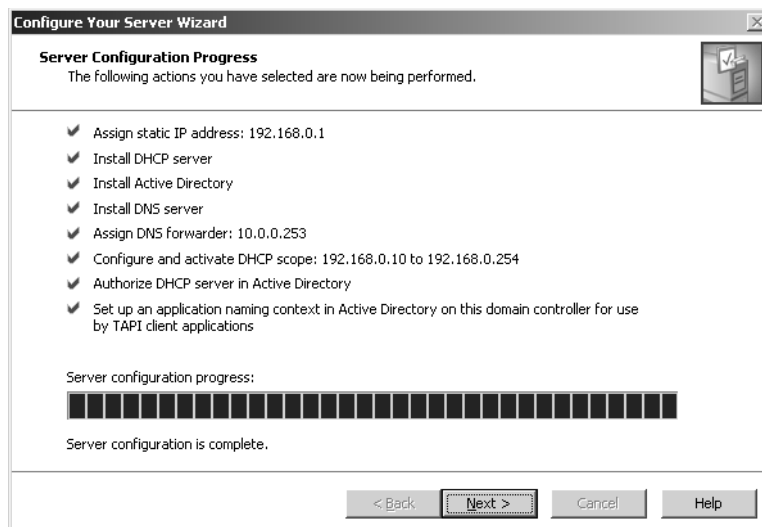 Configure Your Server Wizard
Server Configuration Progress
The following actions you have selected are now being performed.
Assign static IP address: 192.168.0.1
Install DHCP server
Install Active Directory
Install DNS server
Assign DNS forwarder: 10.0.0.253
Configure and activate DHCP scope: 192.168.0.10 to 192.168.0.254
Authorize DHCP server in Active Directory
Set up an application naming context in Active Directory on this domain controller for use
by TAPI client applications
Server configuration progress:
Server configuration is complete.
< Back Next > Cancel Help